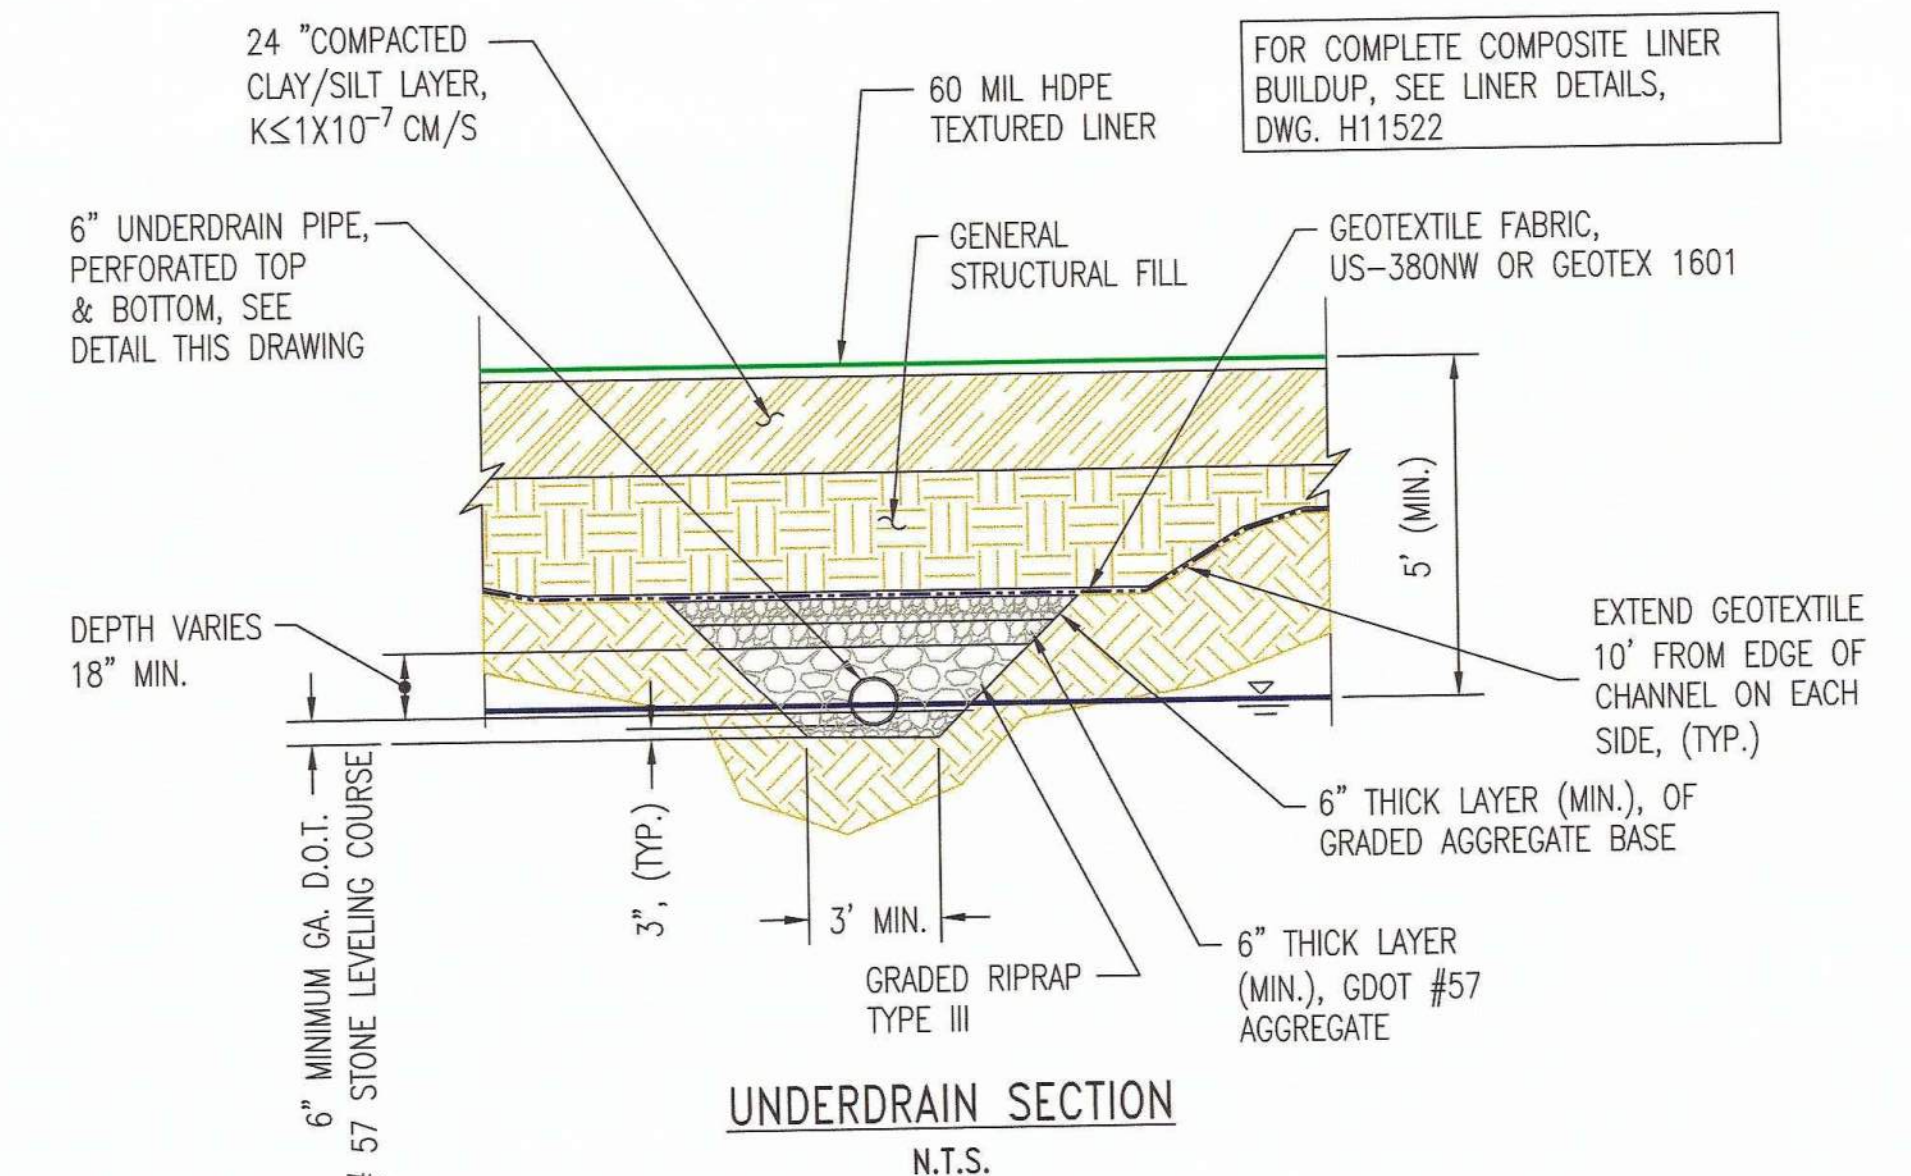 24 "COMPACTED
CLAY/SILT LAYER,
K≤1X10⁻⁷ CM/S
60 MIL HDPE
TEXTURED LINER
FOR COMPLETE COMPOSITE LINER
BUILDUP, SEE LINER DETAILS,
DWG. H11522
6" UNDERDRAIN PIPE,
PERFORATED TOP
& BOTTOM, SEE
DETAIL THIS DRAWING
GENERAL
STRUCTURAL FILL
GEOTEXTILE FABRIC,
US-380NW OR GEOTEX 1601
5' (MIN.)
DEPTH VARIES
18" MIN.
EXTEND GEOTEXTILE
10' FROM EDGE OF
CHANNEL ON EACH
SIDE, (TYP.)
6" THICK LAYER (MIN.), OF
GRADED AGGREGATE BASE
6" MINIMUM GA. D.O.T.
# 57 STONE LEVELING COURSE
3", (TYP.)
3' MIN.
GRADED RIPRAP
TYPE III
6" THICK LAYER
(MIN.), GDOT #57
AGGREGATE
UNDERDRAIN SECTION
N.T.S.